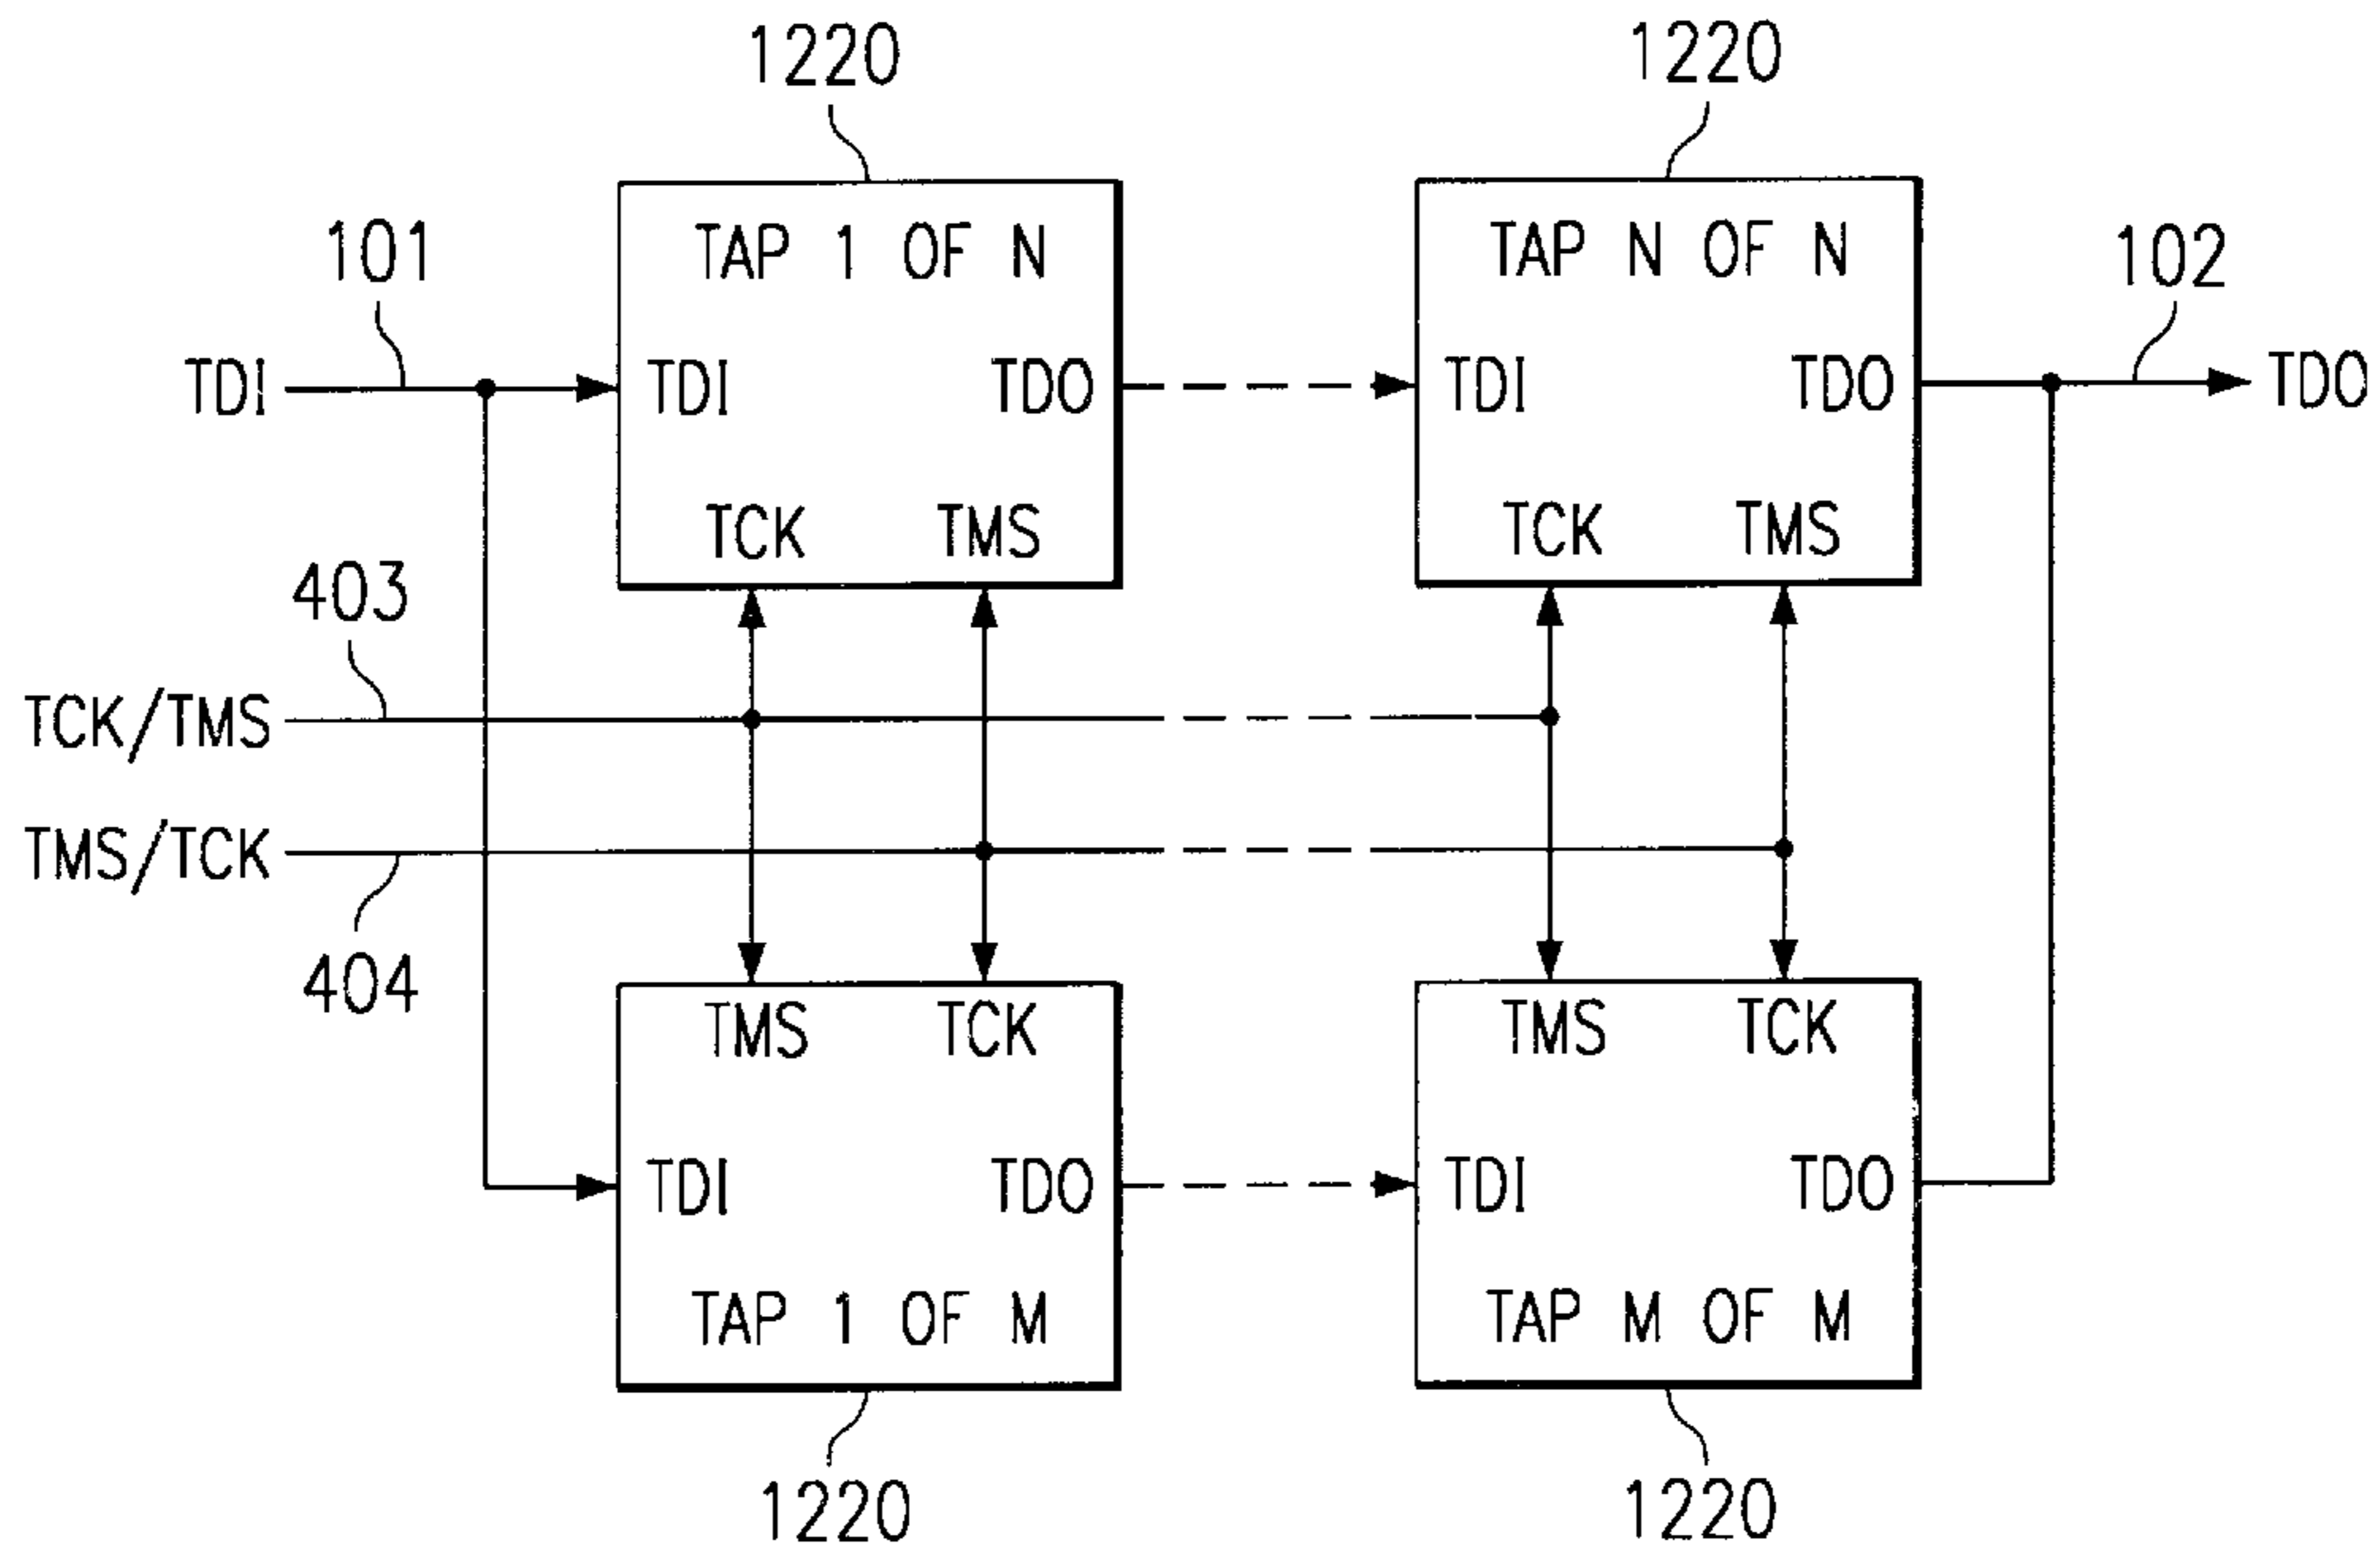 1220 1220
TAP 1 OF N TAP N OF N
101 102
TDI TDI TDO TDI TDO TDO
TCK TMS TCK TMS
403
TCK/TMS
TMS/TCK
404
TMS TCK TMS TCK
TDI TDO TDI TDO
TAP 1 OF M TAP M OF M
1220 1220